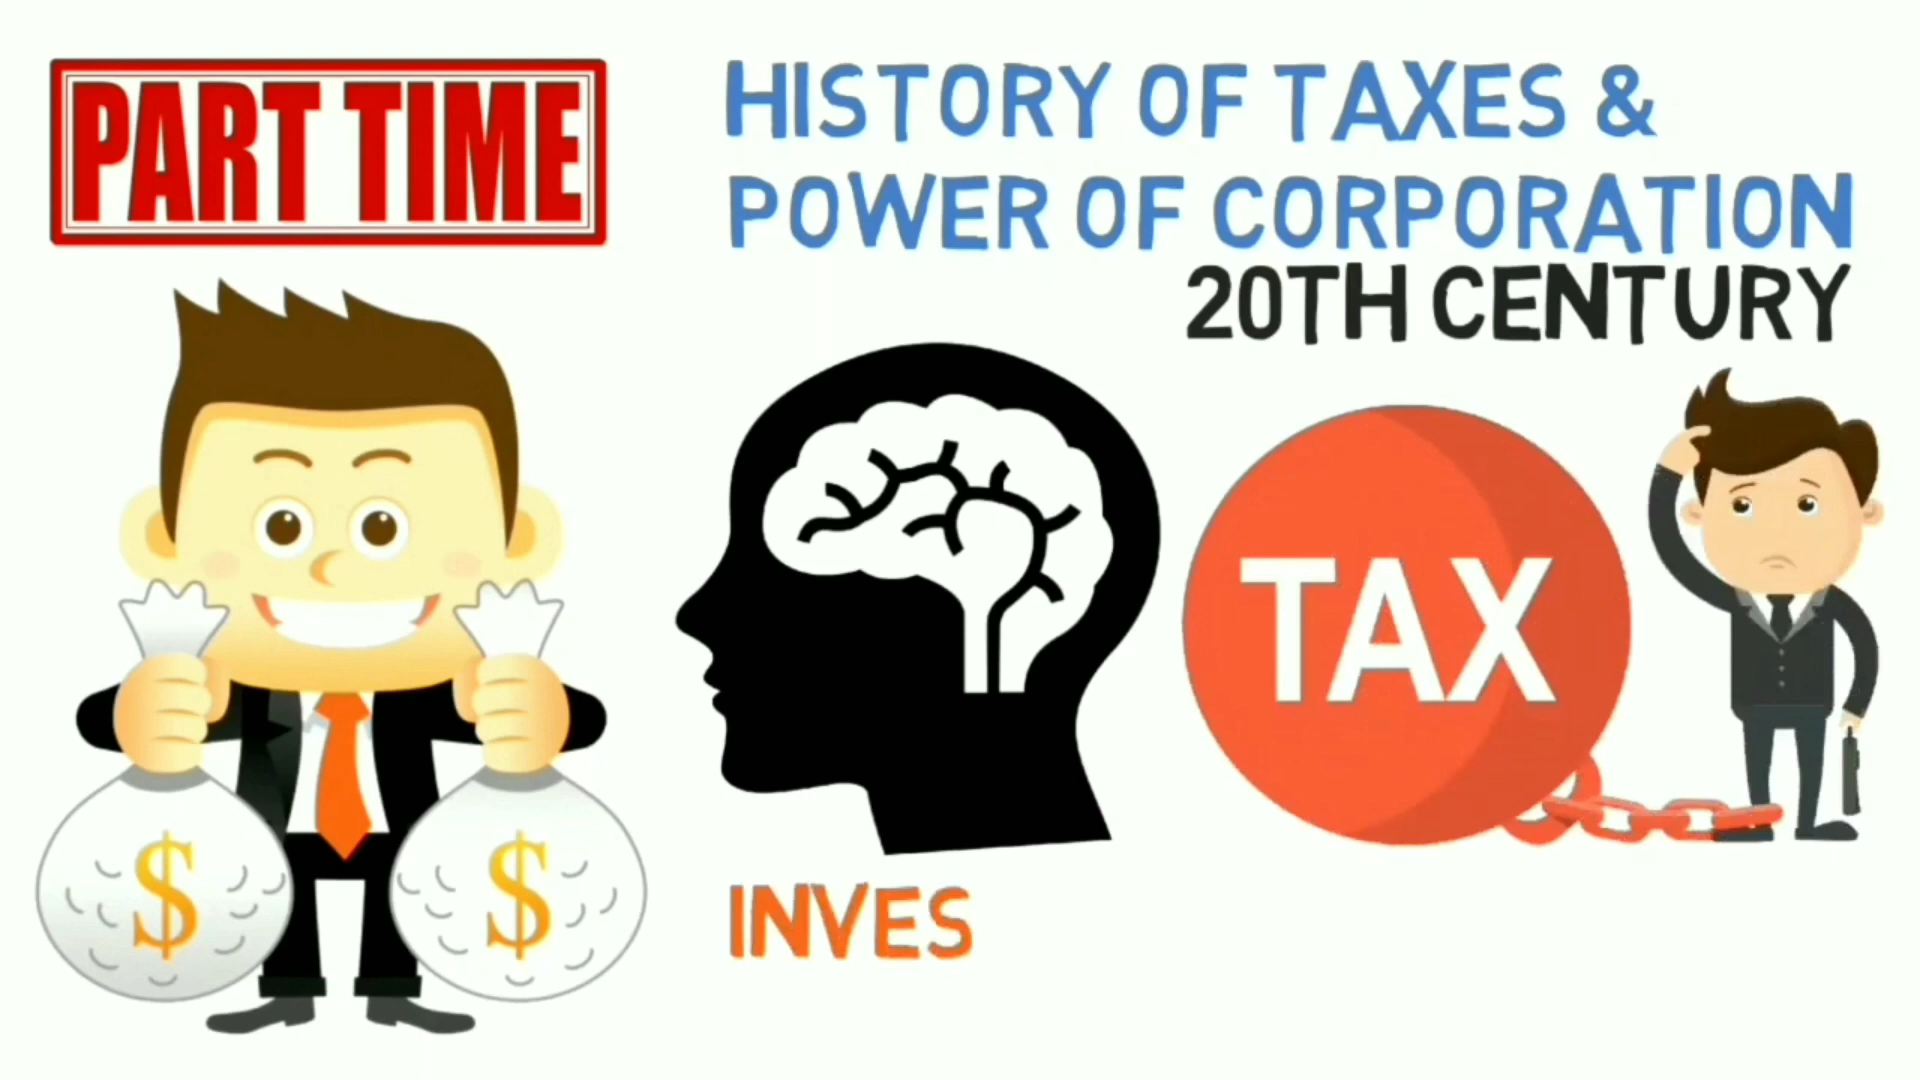 PART TIME
HISTORY OF TAXES &
POWER OF CORPORATION
20TH CENTURY
TAX
$ $
INVES